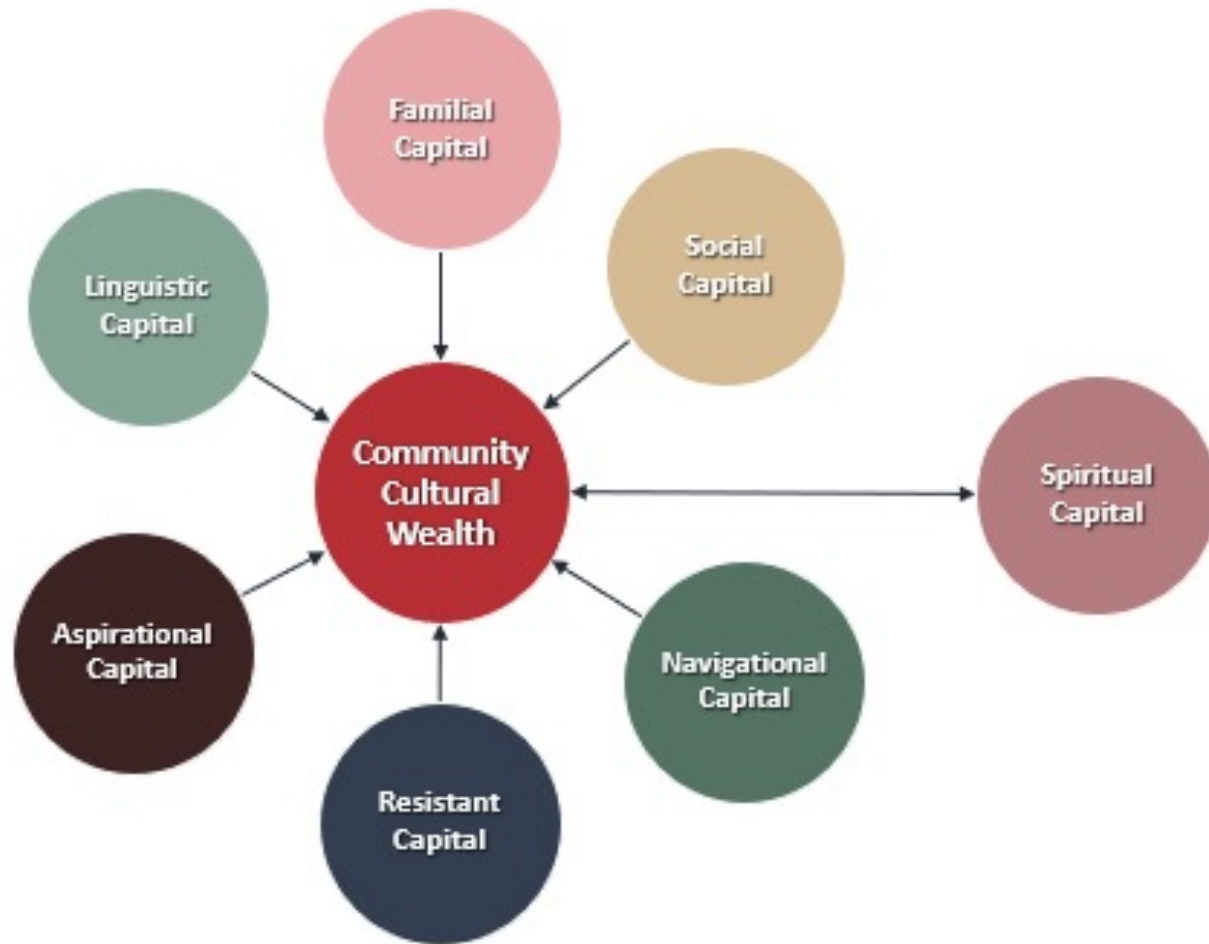 Familial
Capital
Social
Capital
Linguistic
Capital
Community
Cultural
Wealth
Spiritual
Capital
Aspirational
Capital
Navigational
Capital
Resistant
Capital